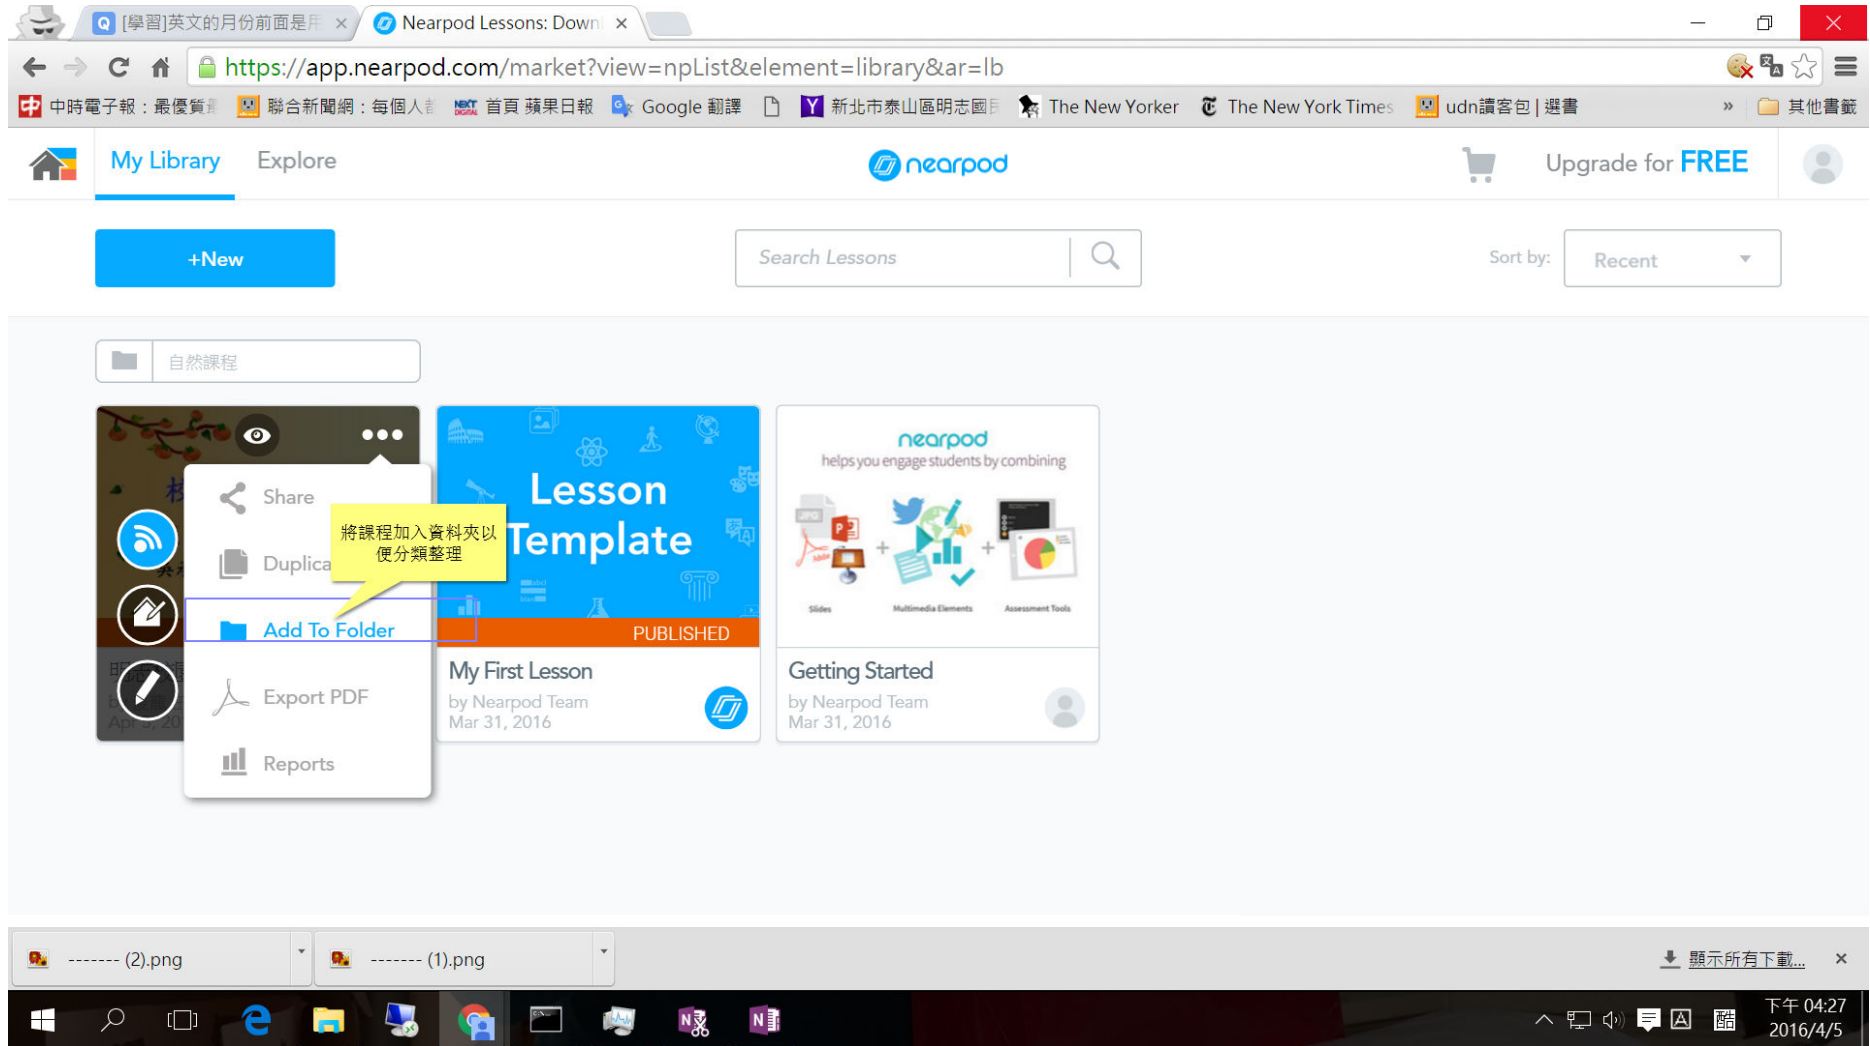 [學習]英文的月份前面是用
Nearpod Lessons: Down
https://app.nearpod.com/market?view=npList&element=library&ar=lb
中時電子報：最優質
聯合新聞網：每個人
首頁 蘋果日報
Google 翻譯
新北市泰山區明志國
The New Yorker
The New York Times
udn讀客包 | 選書
»
其他書籤
My Library
Explore
nearpod
Upgrade for FREE
+New
Search Lessons
Sort by:
Recent
自然課程
Share
Duplica
將課程加入資料夾以
便分類整理
Add To Folder
Export PDF
Reports
Lesson
Template
PUBLISHED
My First Lesson
by Nearpod Team
Mar 31, 2016
nearpod
helps you engage students by combining
Slides
Multimedia Elements
Assessment Tools
Getting Started
by Nearpod Team
Mar 31, 2016
------- (2).png
------- (1).png
顯示所有下載...
下午 04:27
2016/4/5